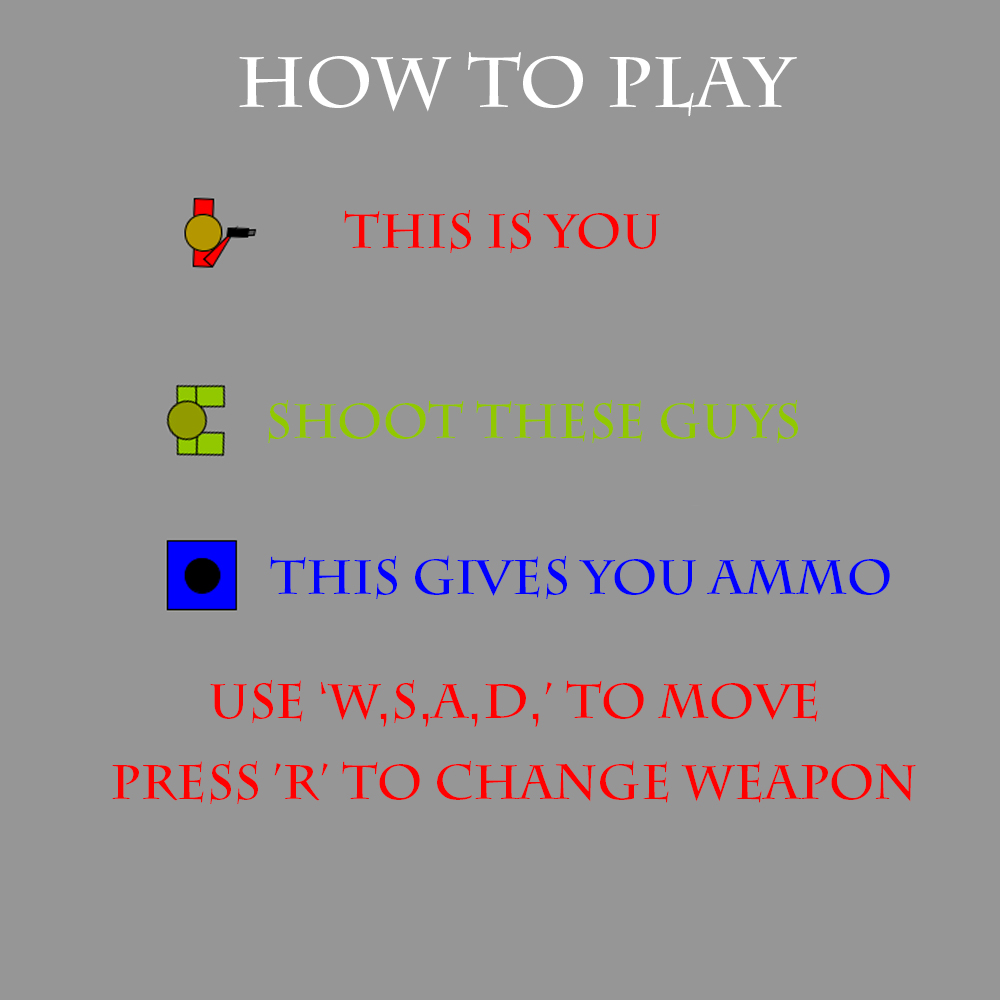 HOW TO PLAY
THIS IS YOU
SHOOT THESE GUYS
THIS GIVES YOU AMMO
USE ‘W,S,A,D,’ TO MOVE
PRESS 'R' TO CHANGE WEAPON